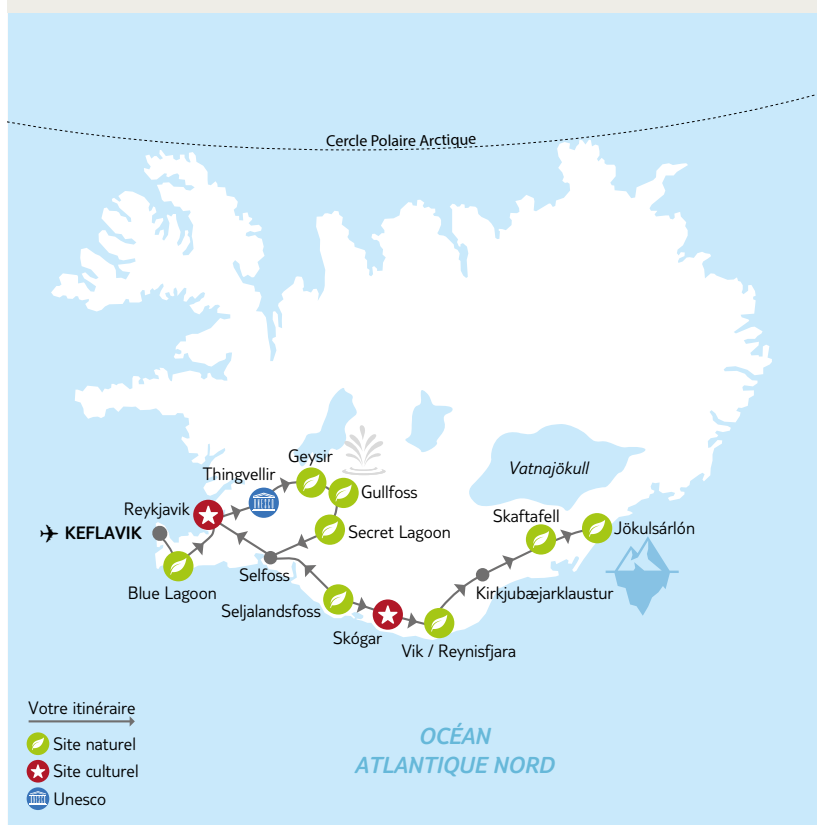 Cercle Polaire Arctique
Vatnajökull
Geysir
Thingvellir
Gullfoss
Reykjavik
UNESCO
Skaftafell
Jökulsárlón
KEFLAVIK
Secret Lagoon
Selfoss
Blue Lagoon
Kirkjubæjarklaustur
Seljalandsfoss
Skógar
Vik / Reynisfjara
Votre itinéraire
Site naturel
Site culturel
Unesco
OCÉAN
ATLANTIQUE NORD